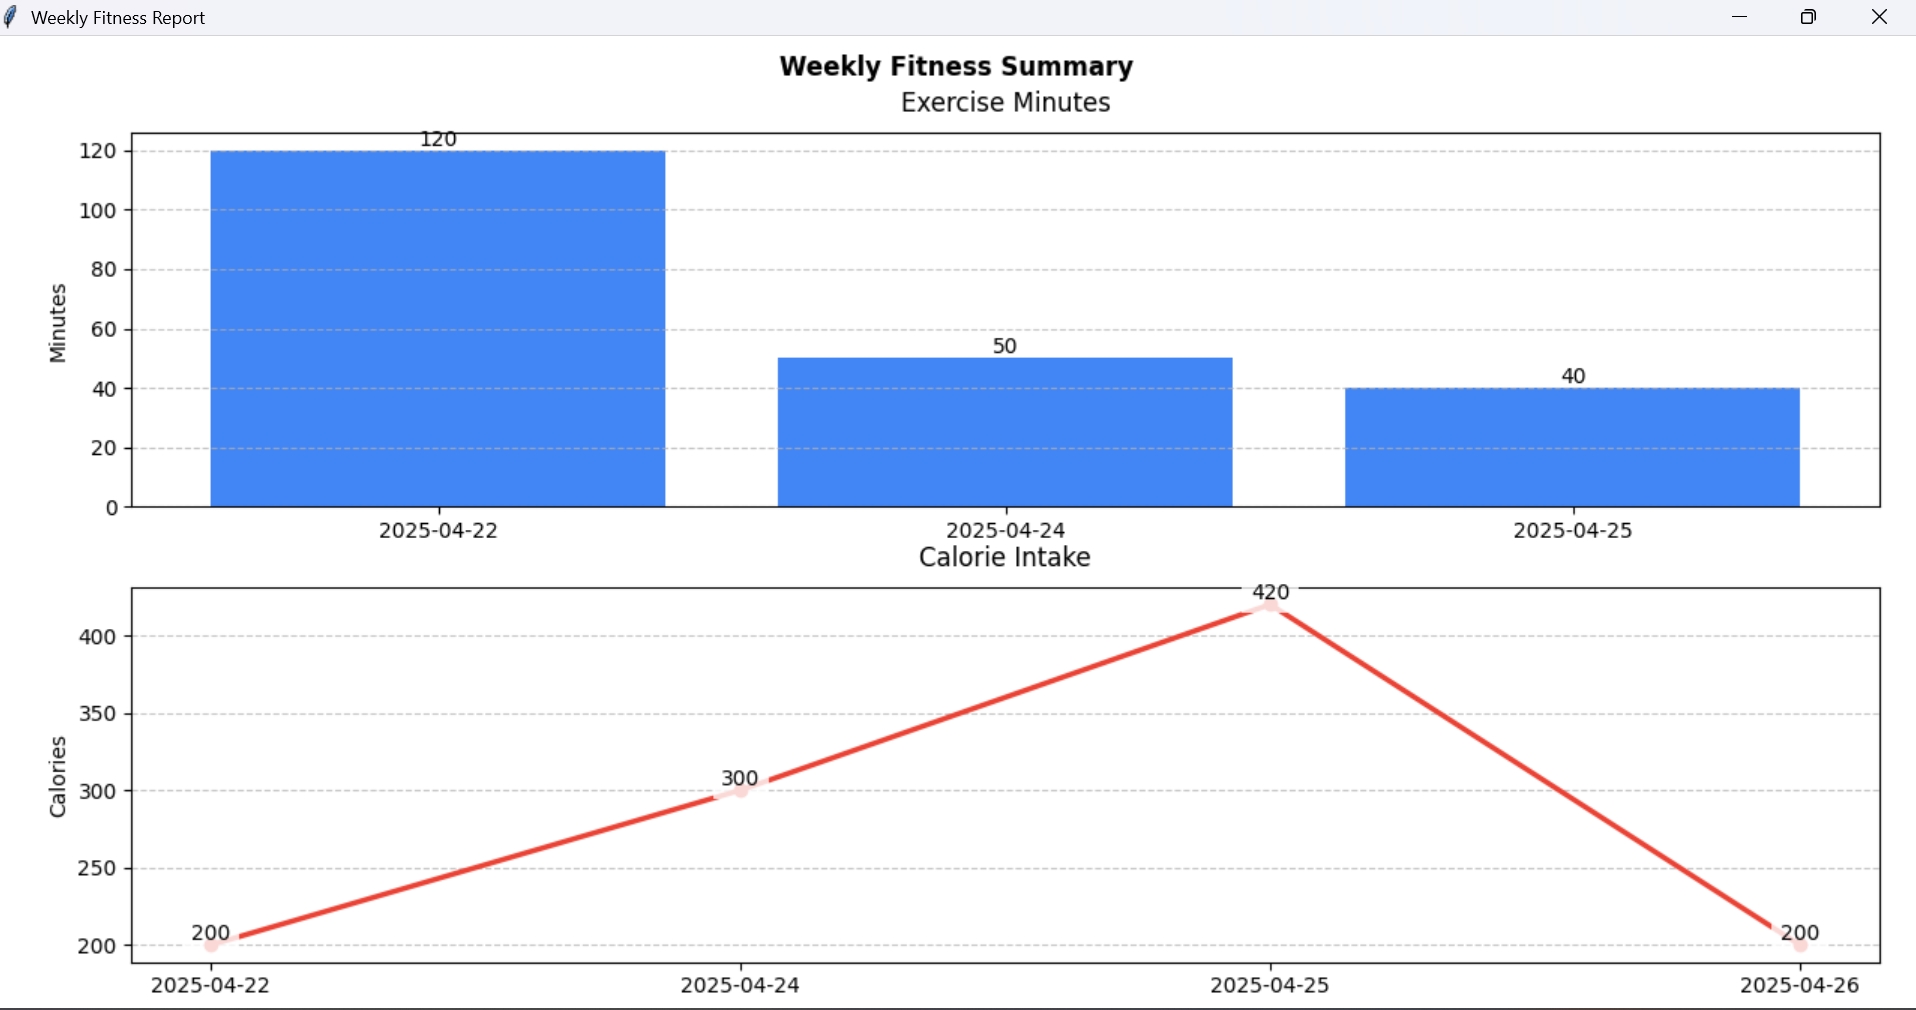 Weekly Fitness Report
Weekly Fitness Summary
Exercise Minutes
120
120
100
80
60
50
40
40
20
0
Minutes
2025-04-22 2025-04-24 2025-04-25
Calorie Intake
420
400
350
300
300
250
200
200
200
Calories
2025-04-22 2025-04-24 2025-04-25 2025-04-26